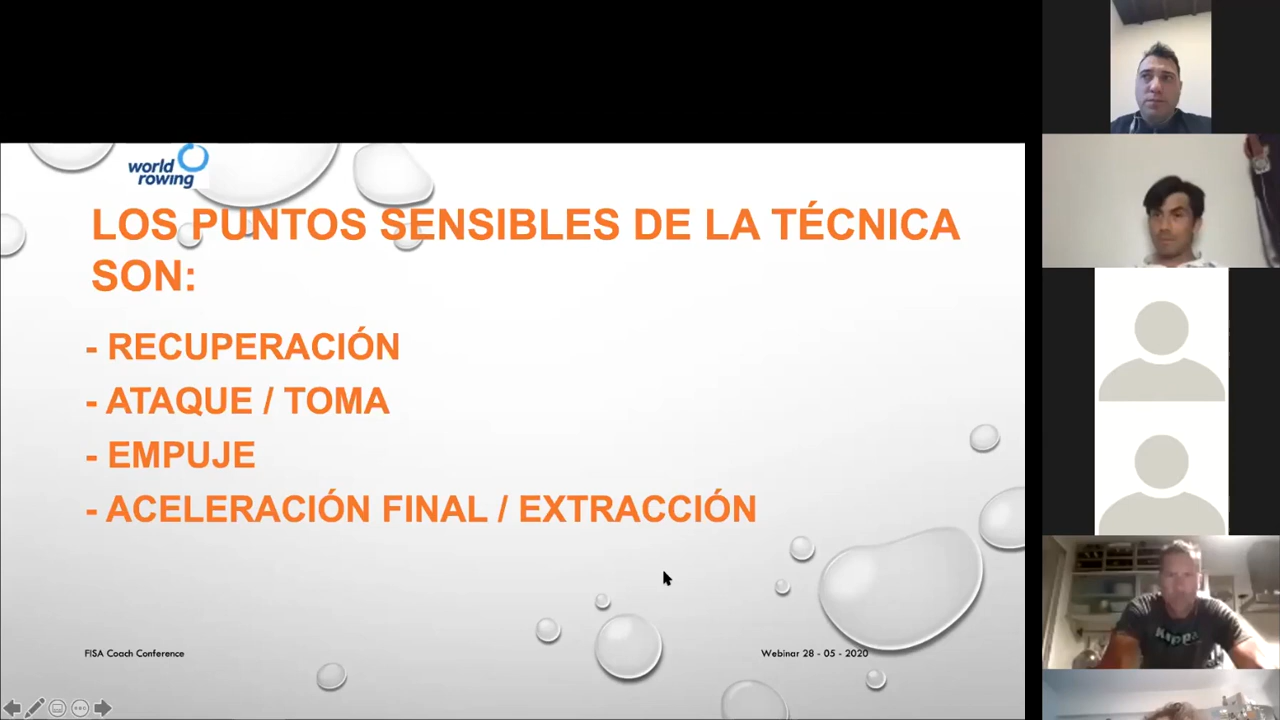 world
rowing
LOS PUNTOS SENSIBLES DE LA TÉCNICA
SON:
- RECUPERACIÓN
- ATAQUE / TOMA
- EMPUJE
- ACELERACIÓN FINAL / EXTRACCIÓN
FISA Coach Conference
Webinar 28 - 05 - 2020
Kappa